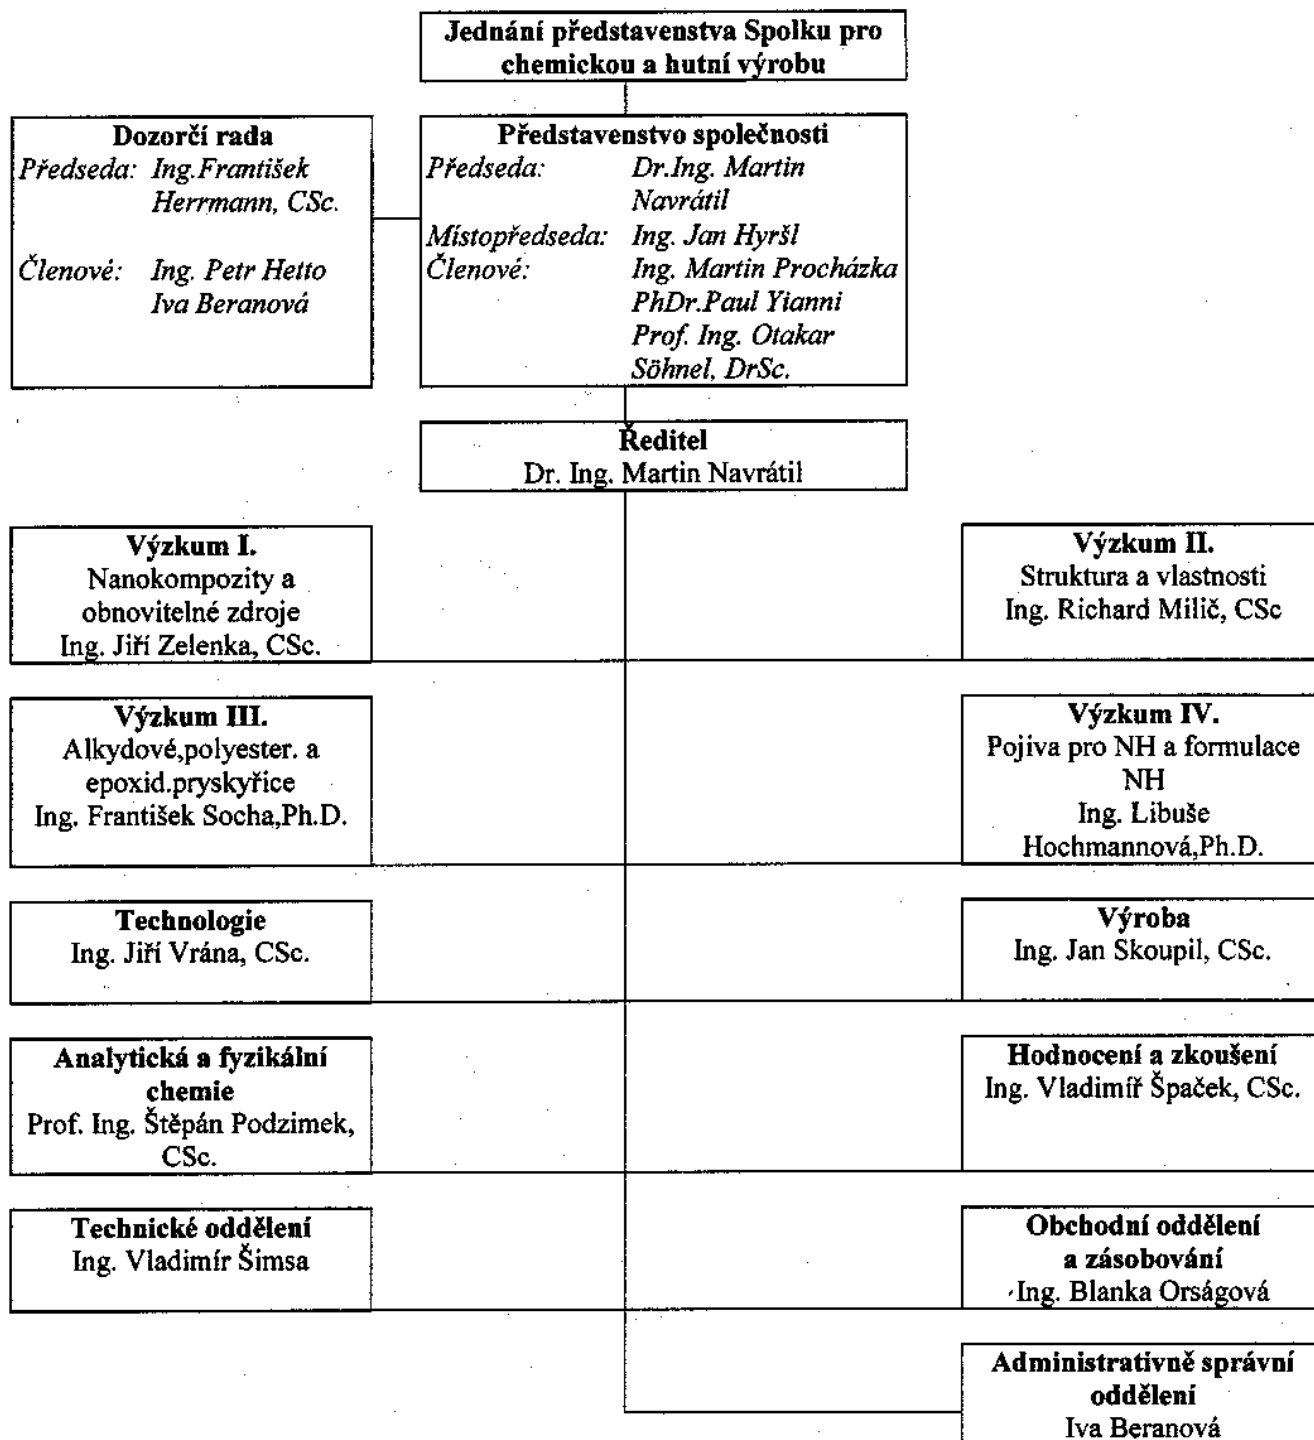 Jednání představenstva Spolku pro
chemickou a hutní výrobu
Dozorčí rada
Předseda: Ing.František
Herrmann, CSc.
Členové: Ing. Petr Hetto
Iva Beranová
Představenstvo společnosti
Předseda: Dr.Ing. Martin
Navrátil
Místopředseda: Ing. Jan Hyršl
Členové: Ing. Martin Procházka
PhDr.Paul Yianni
Prof. Ing. Otakar
Söhnel, DrSc.
Ředitel
Dr. Ing. Martin Navrátil
Výzkum I.
Nanokompozity a
obnovitelné zdroje
Ing. Jiří Zelenka, CSc.
Výzkum II.
Struktura a vlastnosti
Ing. Richard Milič, CSc
Výzkum III.
Alkydové,polyester. a
epoxid.pryskyřice
Ing. František Socha,Ph.D.
Výzkum IV.
Pojiva pro NH a formulace
NH
Ing. Libuše
Hochmannová,Ph.D.
Technologie
Ing. Jiří Vrána, CSc.
Výroba
Ing. Jan Skoupil, CSc.
Analytická a fyzikální
chemie
Prof. Ing. Štěpán Podzimek,
CSc.
Hodnocení a zkoušení
Ing. Vladimíř Špaček, CSc.
Technické oddělení
Ing. Vladimír Šimsa
Obchodní oddělení
a zásobování
Ing. Blanka Orságová
Administrativně správní
oddělení
Iva Beranová